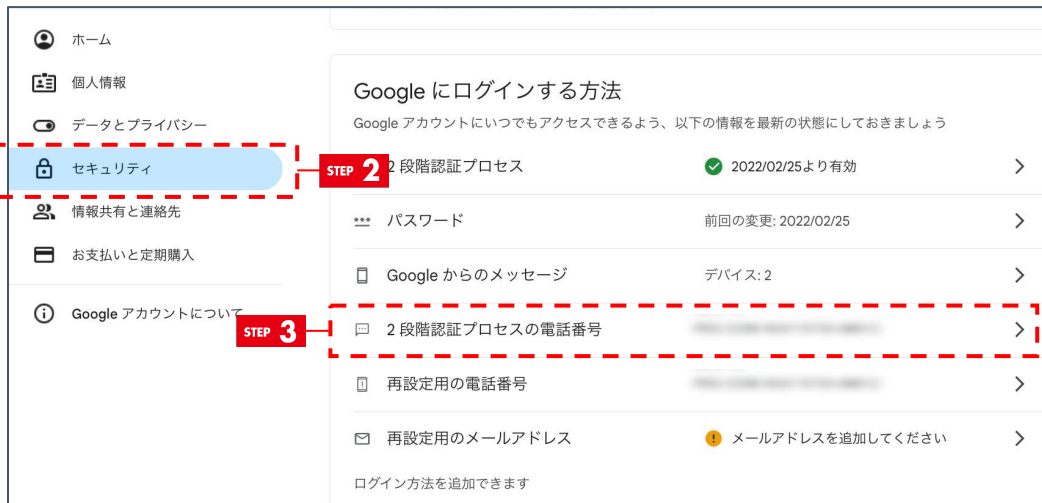 ホーム
個人情報
データとプライバシー
セキュリティ
情報共有と連絡先
お支払いと定期購入
Google アカウントについて
STEP 2
STEP 3
Google にログインする方法
Google アカウントにいつでもアクセスできるよう、以下の情報を最新の状態にしておきましょう
2 段階認証プロセス
2022/02/25より有効
パスワード
前回の変更: 2022/02/25
Google からのメッセージ
デバイス: 2
2 段階認証プロセスの電話番号
再設定用の電話番号
再設定用のメールアドレス
メールアドレスを追加してください
ログイン方法を追加できます